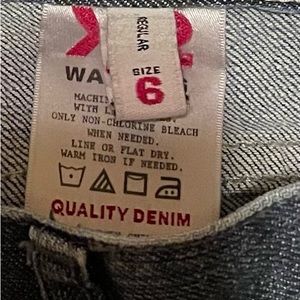 REGULAR
SIZE
6
WA
MACHIN
WITH L
ONLY NON-CHLORINE BLEACH
WHEN NEEDED.
LINE OR FLAT DRY.
WARM IRON IF NEEDED.
QUALITY DENIM